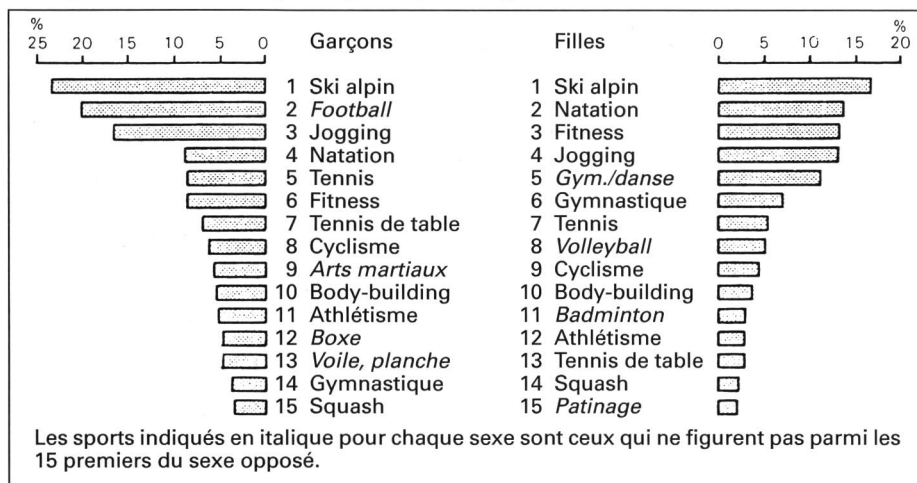 % %
25 20 15 10 5 0 Garçons Filles 0 5 10 15 20
1 Ski alpin 1 Ski alpin
2 Football 2 Natation
3 Jogging 3 Fitness
4 Natation 4 Jogging
5 Tennis 5 Gym./danse
6 Fitness 6 Gymnastique
7 Tennis de table 7 Tennis
8 Cyclisme 8 Volleyball
9 Arts martiaux 9 Cyclisme
10 Body-building 10 Body-building
11 Athlétisme 11 Badminton
12 Boxe 12 Athlétisme
13 Voile, planche 13 Tennis de table
14 Gymnastique 14 Squash
15 Squash 15 Patinage
Les sports indiqués en italique pour chaque sexe sont ceux qui ne figurent pas parmi les
15 premiers du sexe opposé.